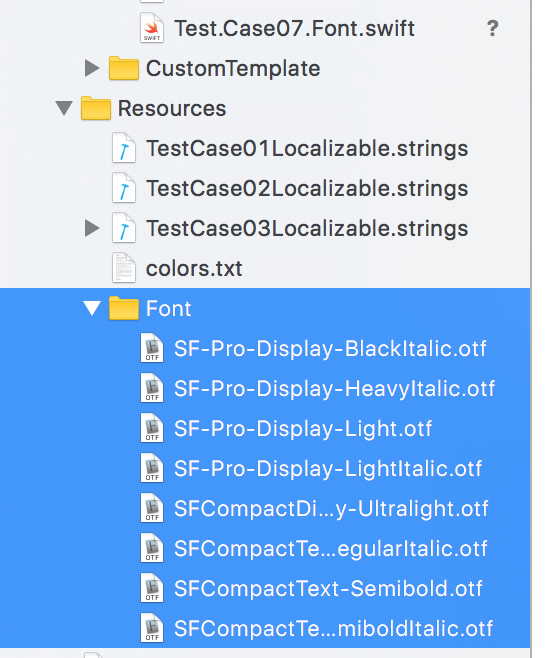 Test.Case07.Font.swift ?
CustomTemplate
Resources
TestCase01Localizable.strings
TestCase02Localizable.strings
TestCase03Localizable.strings
colors.txt
Font
SF-Pro-Display-BlackItalic.otf
SF-Pro-Display-HeavyItalic.otf
SF-Pro-Display-Light.otf
SF-Pro-Display-LightItalic.otf
SFCompactDi...y-Ultralight.otf
SFCompactTe...egularItalic.otf
SFCompactText-Semibold.otf
SFCompactTe...miboldItalic.otf